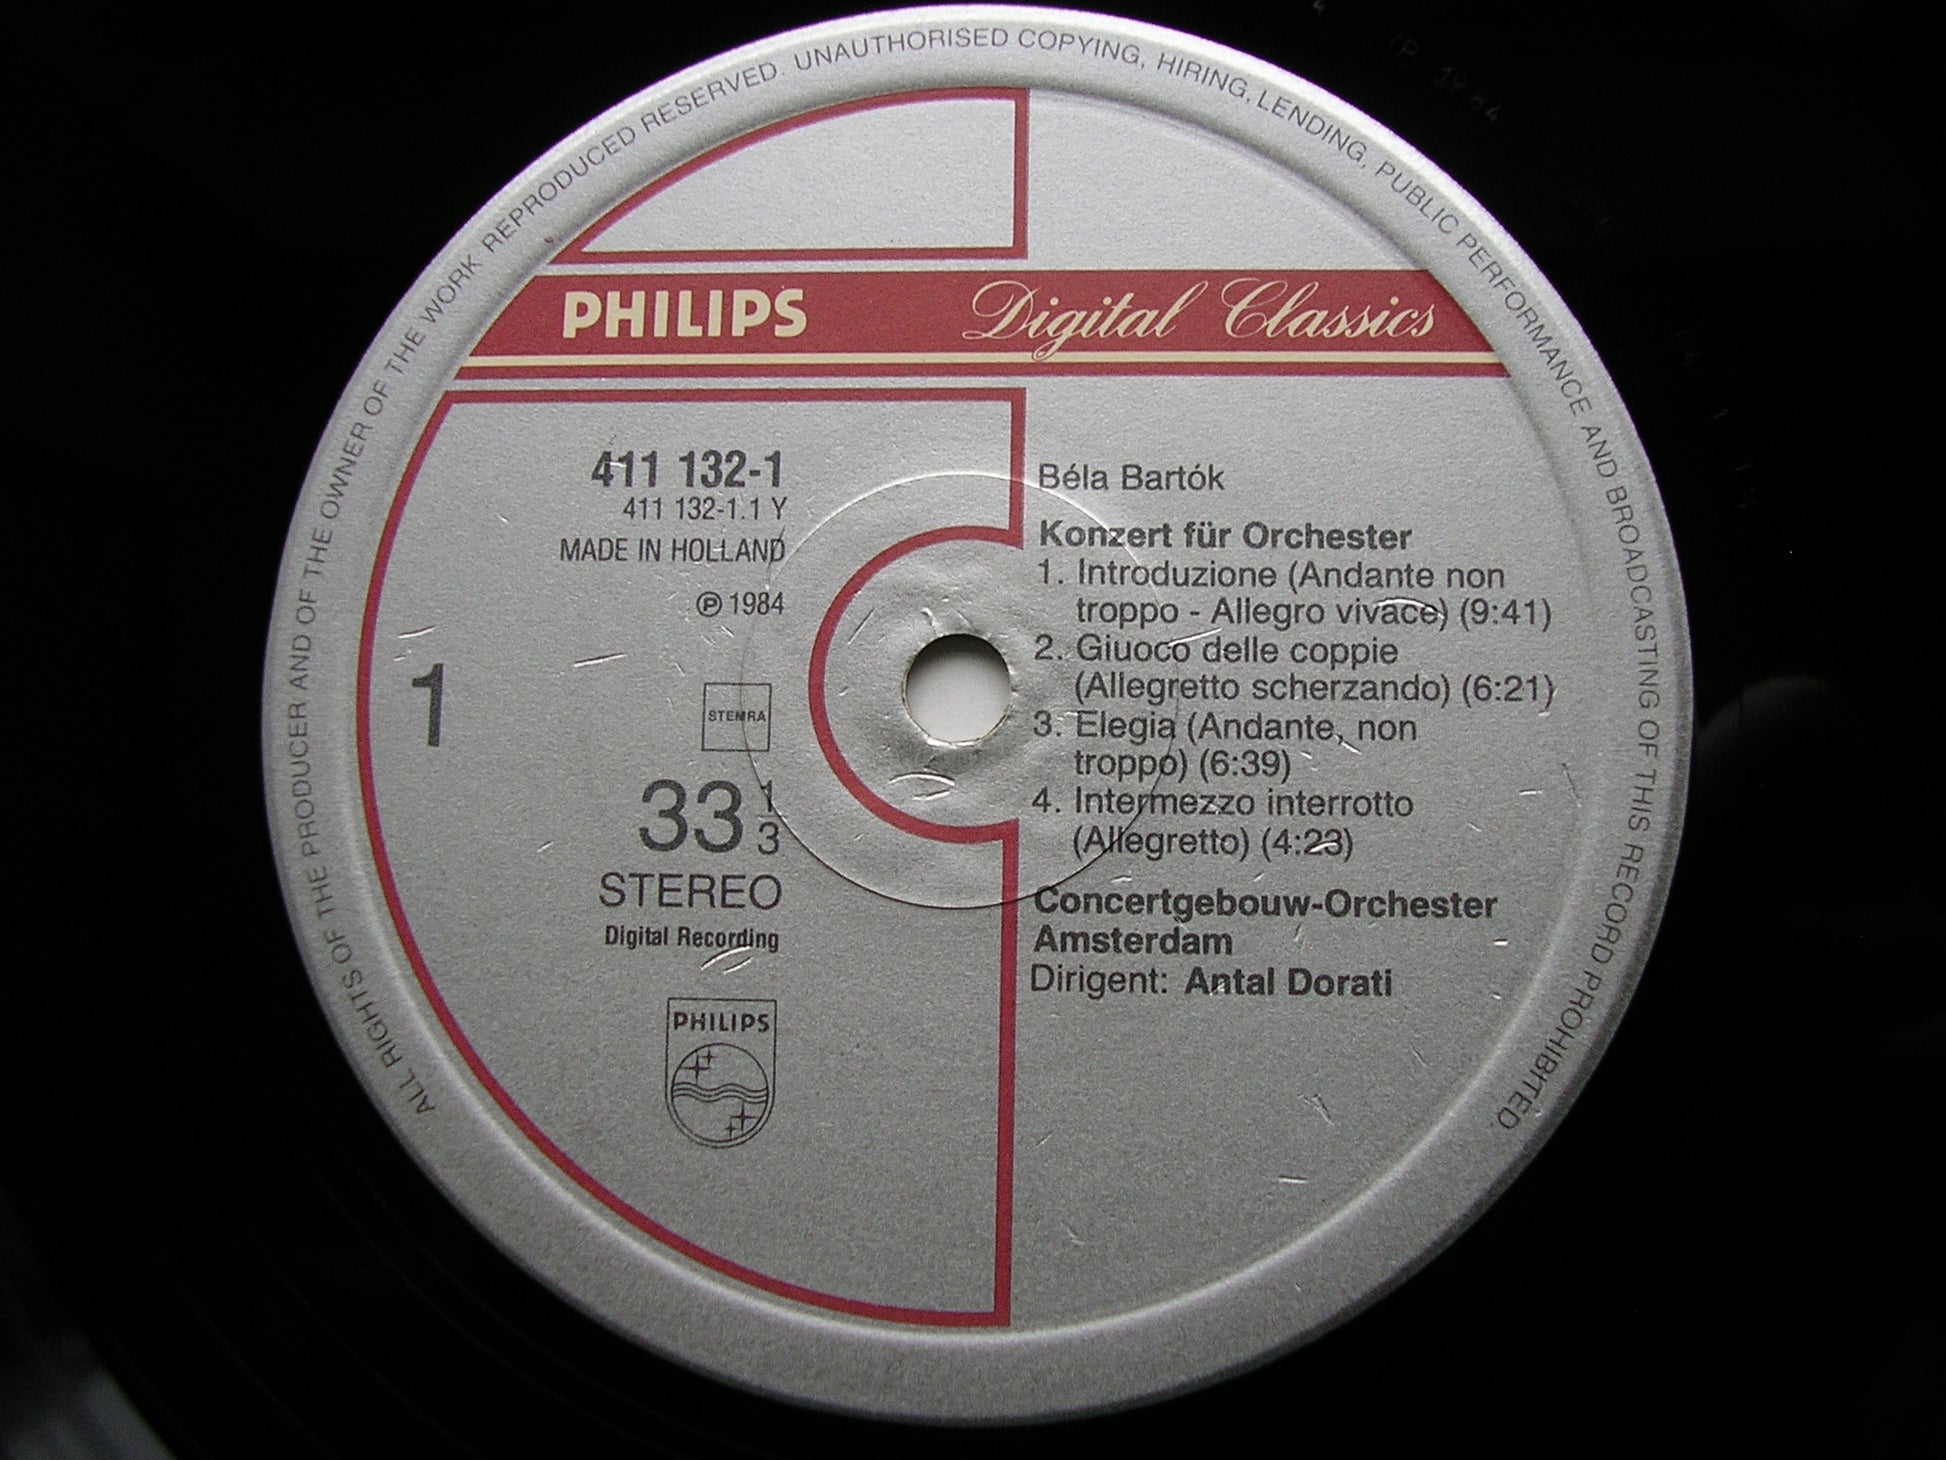 ALL RIGHTS OF THE PRODUCER AND OF THE OWNER OF THE WORK REPRODUCED RESERVED. UNAUTHORISED COPYING, HIRING, LENDING, PUBLIC PERFORMANCE AND BROADCASTING OF THIS RECORD PROHIBITED.
PHILIPS Digital Classics
411 132-1
411 132-1.1 Y
MADE IN HOLLAND
℗ 1984
1
STEMRA
33 1/3
STEREO
Digital Recording
PHILIPS
Béla Bartók
Konzert für Orchester
1. Introduzione (Andante non
troppo - Allegro vivace) (9:41)
2. Giuoco delle coppie
(Allegretto scherzando) (6:21)
3. Elegia (Andante, non
troppo) (6:39)
4. Intermezzo interrotto
(Allegretto) (4:23)
Concertgebouw-Orchester
Amsterdam
Dirigent: Antal Dorati